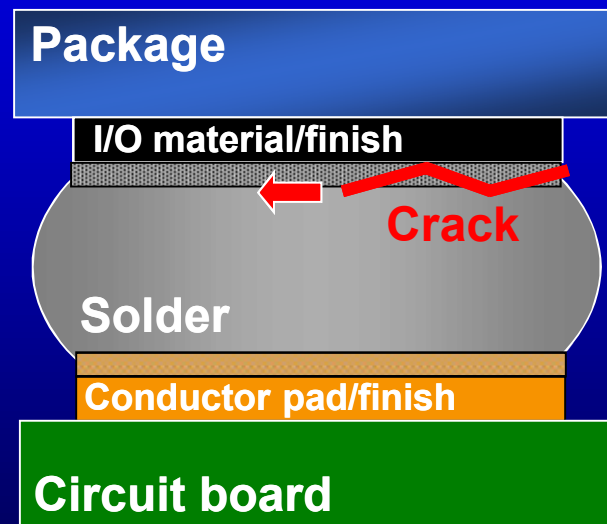 Package
I/O material/finish
Crack
Solder
Conductor pad/finish
Circuit board